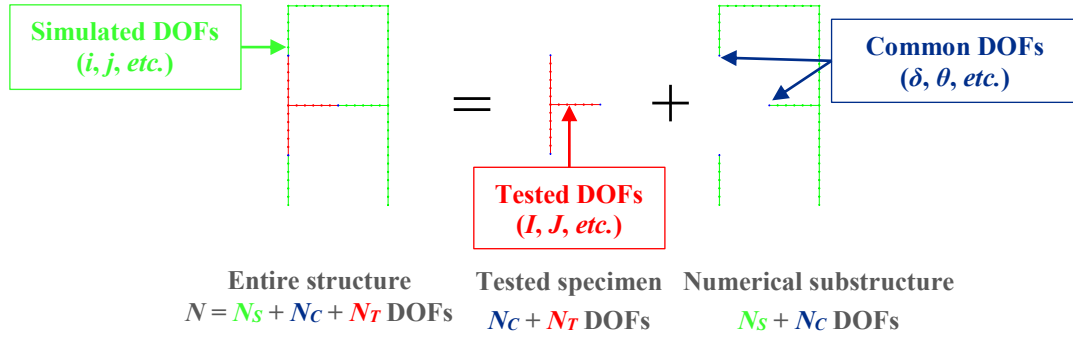 Simulated DOFs
(i, j, etc.)
=
+
Common DOFs
(δ, θ, etc.)
Tested DOFs
(I, J, etc.)
Entire structure
N = NS + NC + NT DOFs
Tested specimen
NC + NT DOFs
Numerical substructure
NS + NC DOFs